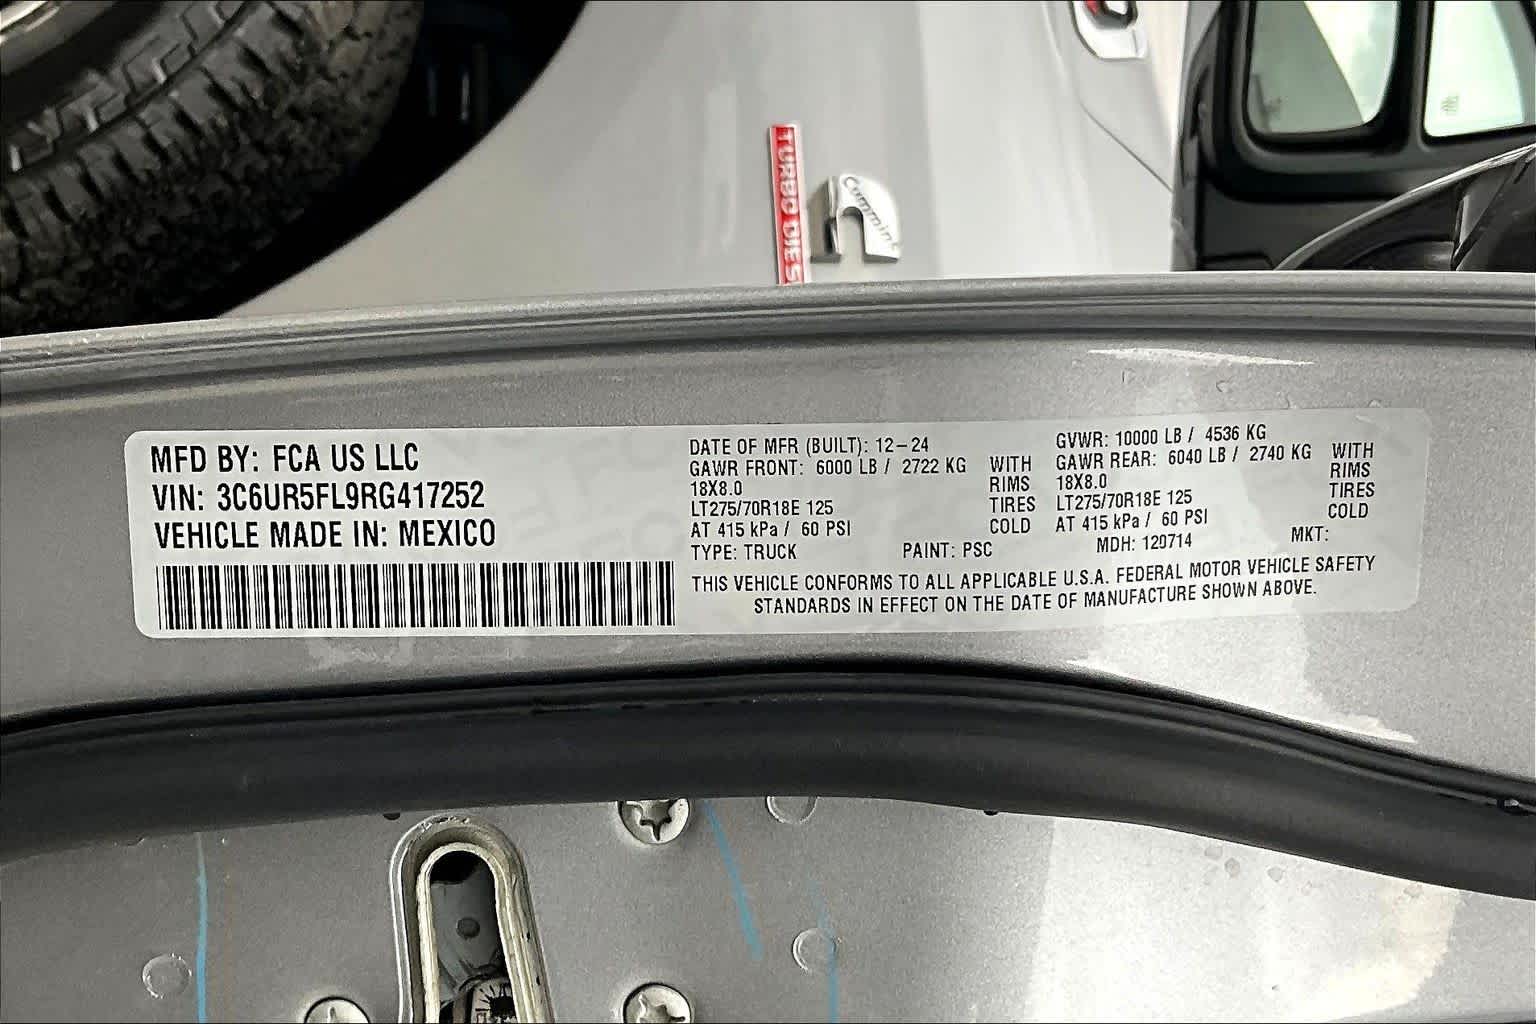 TURBO DIES
Cummins
MFD BY: FCA US LLC
VIN: 3C6UR5FL9RG417252
VEHICLE MADE IN: MEXICO
DATE OF MFR (BUILT): 12-24
GAWR FRONT: 6000 LB / 2722 KG WITH
18X8.0 RIMS
LT275/70R18E 125 TIRES
AT 415 kPa / 60 PSI COLD
TYPE: TRUCK PAINT: PSC
GVWR: 10000 LB / 4536 KG
GAWR REAR: 6040 LB / 2740 KG WITH
18X8.0 RIMS
LT275/70R18E 125 TIRES
AT 415 kPa / 60 PSI COLD
MDH: 120714 MKT:
THIS VEHICLE CONFORMS TO ALL APPLICABLE U.S.A. FEDERAL MOTOR VEHICLE SAFETY
STANDARDS IN EFFECT ON THE DATE OF MANUFACTURE SHOWN ABOVE.